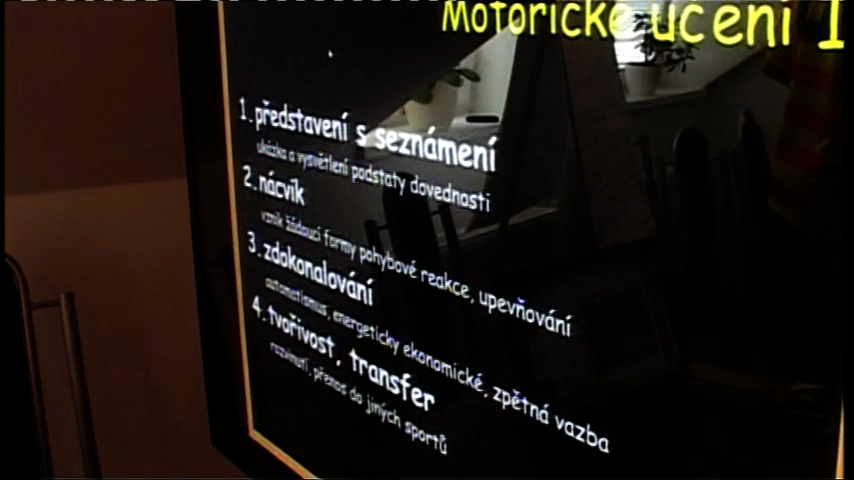 Motorické učení I
1. představení s seznámení
ukázka a vysvětlení podstaty dovednosti
2. nácvik
vznik žádoucí formy pohybové reakce, upevňování
3. zdokonalování
automatismus, energeticky ekonomické, zpětná vazba
4. tvořivost, transfer
rozvinutí, přenos do jiných sportů